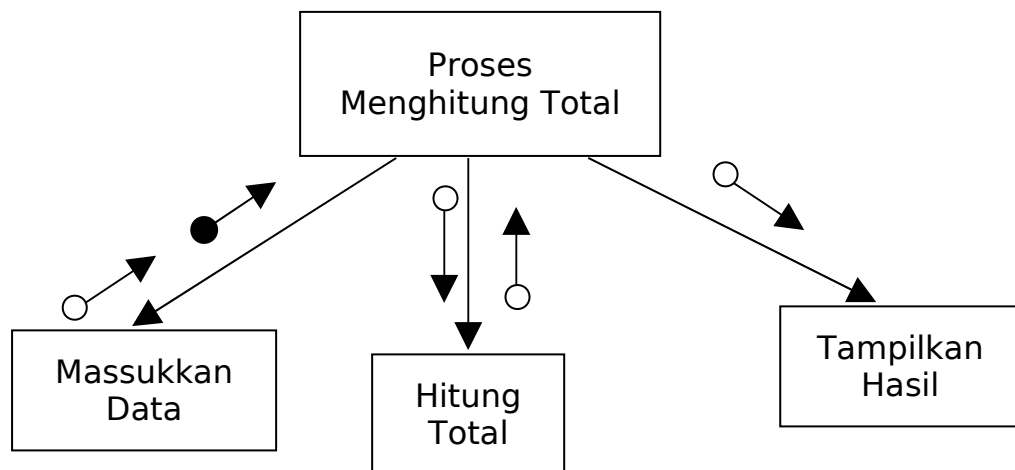 Proses
Menghitung Total
Massukkan
Data
Hitung
Total
Tampilkan
Hasil